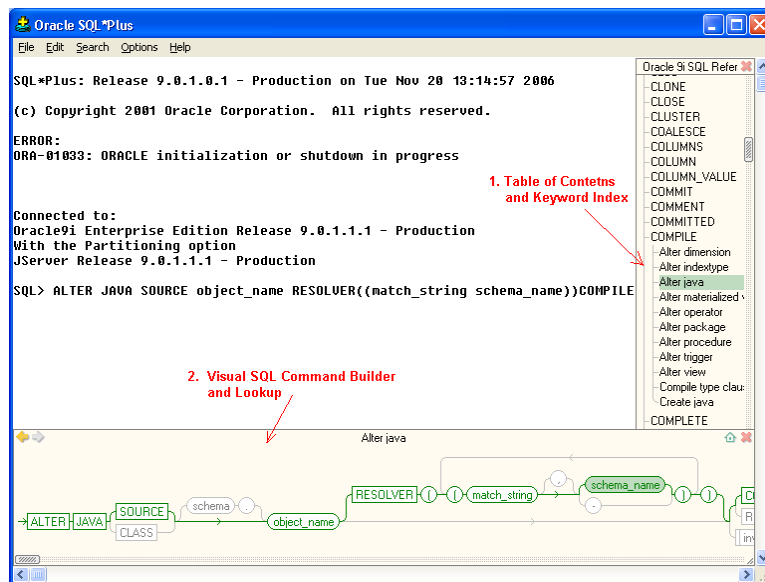 Oracle SQL*Plus
File Edit Search Options Help
SQL*Plus: Release 9.0.1.0.1 - Production on Tue Nov 20 13:14:57 2006
(c) Copyright 2001 Oracle Corporation.  All rights reserved.
ERROR:
ORA-01033: ORACLE initialization or shutdown in progress
Connected to:
Oracle9i Enterprise Edition Release 9.0.1.1.1 - Production
With the Partitioning option
JServer Release 9.0.1.1.1 - Production
SQL> ALTER JAVA SOURCE object_name RESOLVER((match_string schema_name))COMPILE
1. Table of Contetns
and Keyword Index
2. Visual SQL Command Builder
and Lookup
Oracle 9i SQL Refer
CLONE
CLOSE
CLUSTER
COALESCE
COLUMNS
COLUMN
COLUMN_VALUE
COMMIT
COMMENT
COMMITTED
COMPILE
Alter dimension
Alter indextype
Alter java
Alter materialized
Alter operator
Alter package
Alter procedure
Alter trigger
Alter view
Compile type clau
Create java
COMPLETE
Alter java
ALTER JAVA SOURCE schema . object_name RESOLVER ( ( match_string , schema_name ) )
CLASS -